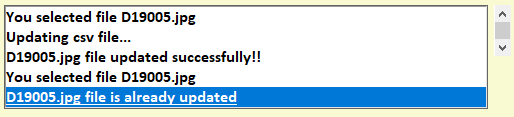 You selected file D19005.jpg
Updating csv file...
D19005.jpg file updated successfully!!
You selected file D19005.jpg
D19005.jpg file is already updated